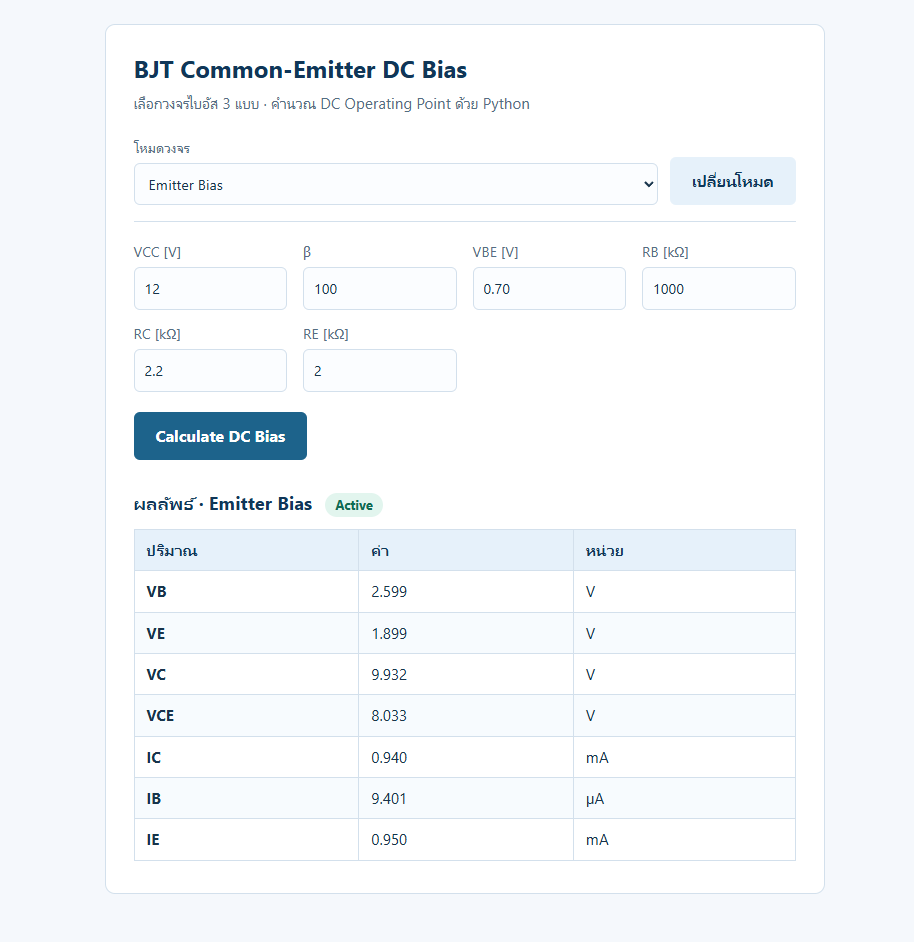 BJT Common-Emitter DC Bias
เลือกวงจรไบอัส 3 แบบ · คำนวณ DC Operating Point ด้วย Python
โหมดวงจร
Emitter Bias
เปลี่ยนโหมด
VCC [V] β VBE [V] RB [kΩ]
12 100 0.70 1000
RC [kΩ] RE [kΩ]
2.2 2
Calculate DC Bias
ผลลัพธ์ · Emitter Bias Active
ปริมาณ ค่า หน่วย
VB 2.599 V
VE 1.899 V
VC 9.932 V
VCE 8.033 V
IC 0.940 mA
IB 9.401 µA
IE 0.950 mA